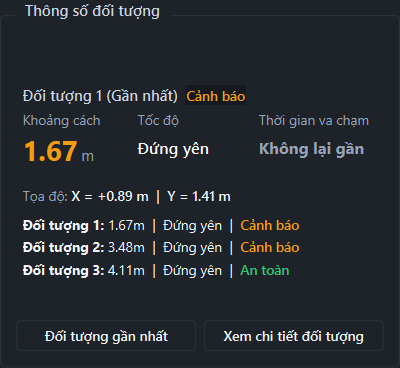 Thông số đối tượng
Đối tượng 1 (Gần nhất) Cảnh báo
Khoảng cách Tốc độ Thời gian va chạm
1.67 m Đứng yên Không lại gần
Tọa độ: X = +0.89 m | Y = 1.41 m
Đối tượng 1: 1.67m | Đứng yên | Cảnh báo
Đối tượng 2: 3.48m | Đứng yên | Cảnh báo
Đối tượng 3: 4.11m | Đứng yên | An toàn
Đối tượng gần nhất Xem chi tiết đối tượng